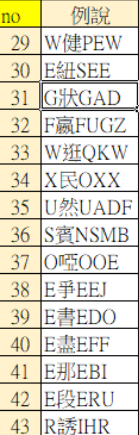 no 例說
29 W健PEW
30 E紐SEE
31 G狀GAD
32 F嬴FUGZ
33 W逛QKW
34 X民OXX
35 U然UADF
36 S賓NSMB
37 O啞OOE
38 E爭EEJ
39 E書EDO
40 E盡EFF
41 E那EBI
42 E段ERU
43 R誘IHR